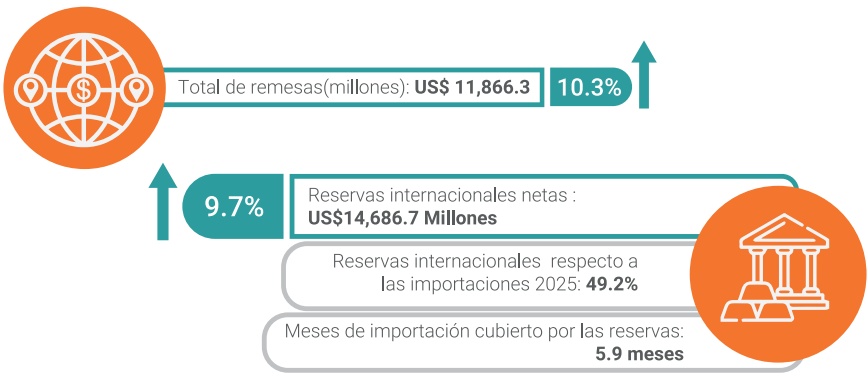 $
Total de remesas(millones): US$ 11,866.3 10.3%
9.7%
Reservas internacionales netas :
US$14,686.7 Millones
Reservas internacionales respecto a
las importaciones 2025: 49.2%
Meses de importación cubierto por las reservas:
5.9 meses